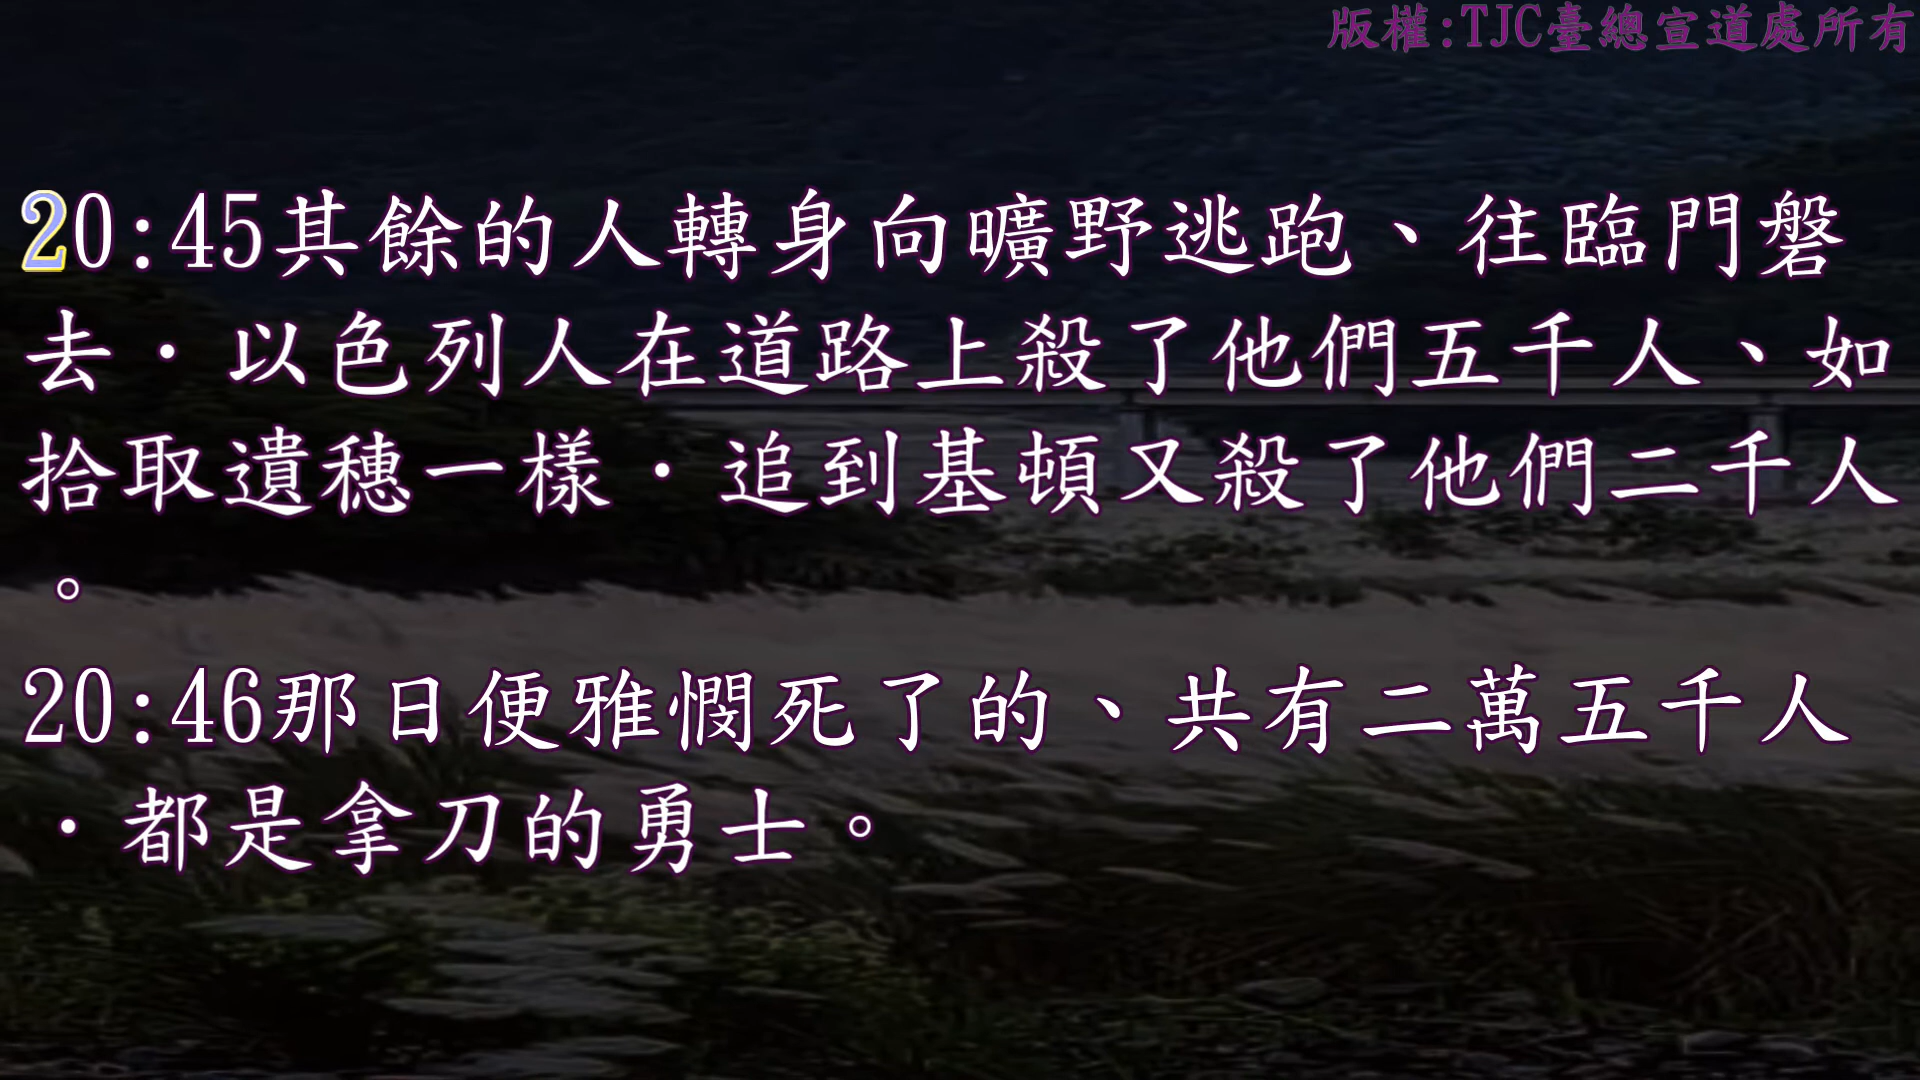 版權:TJC臺總宣道處所有
20:45其餘的人轉身向曠野逃跑、往臨門磐
去．以色列人在道路上殺了他們五千人、如
拾取遺穗一樣．追到基頓又殺了他們二千人
。
20:46那日便雅憫死了的、共有二萬五千人
．都是拿刀的勇士。